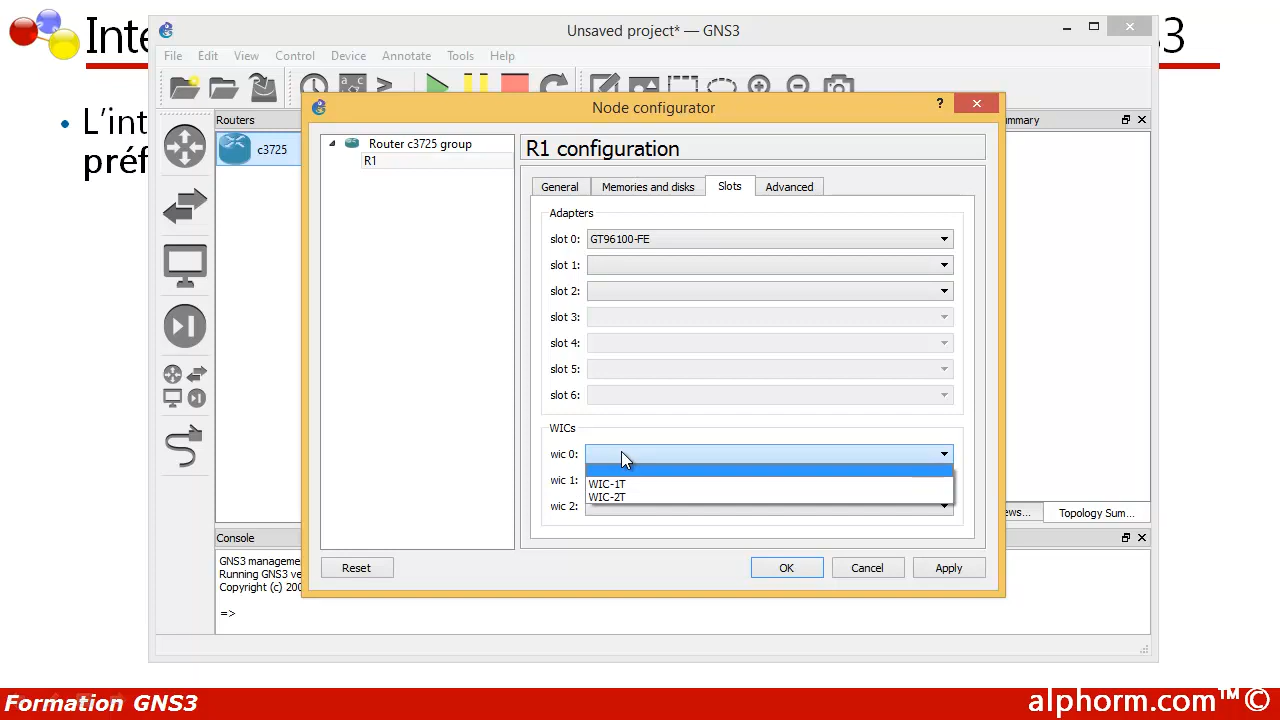 Inte
Unsaved project* — GNS3
3
File Edit View Control Device Annotate Tools Help
L'int
préf
Routers
c3725
Node configurator
?
Router c3725 group
R1
R1 configuration
General Memories and disks Slots Advanced
Adapters
slot 0: GT96100-FE
slot 1:
slot 2:
slot 3:
slot 4:
slot 5:
slot 6:
WICs
wic 0:
WIC-1T
wic 1:
WIC-2T
wic 2:
Reset OK Cancel Apply
mmary
ews... Topology Sum...
Console
GNS3 manageme
Running GNS3 ve
Copyright (c) 200
=>
Formation GNS3
alphorm.com™©